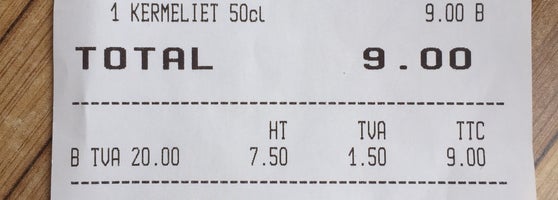 1 KERMELIET 50cl 9.00 B
TOTAL 9.00
HT TVA TTC
B TVA 20.00 7.50 1.50 9.00